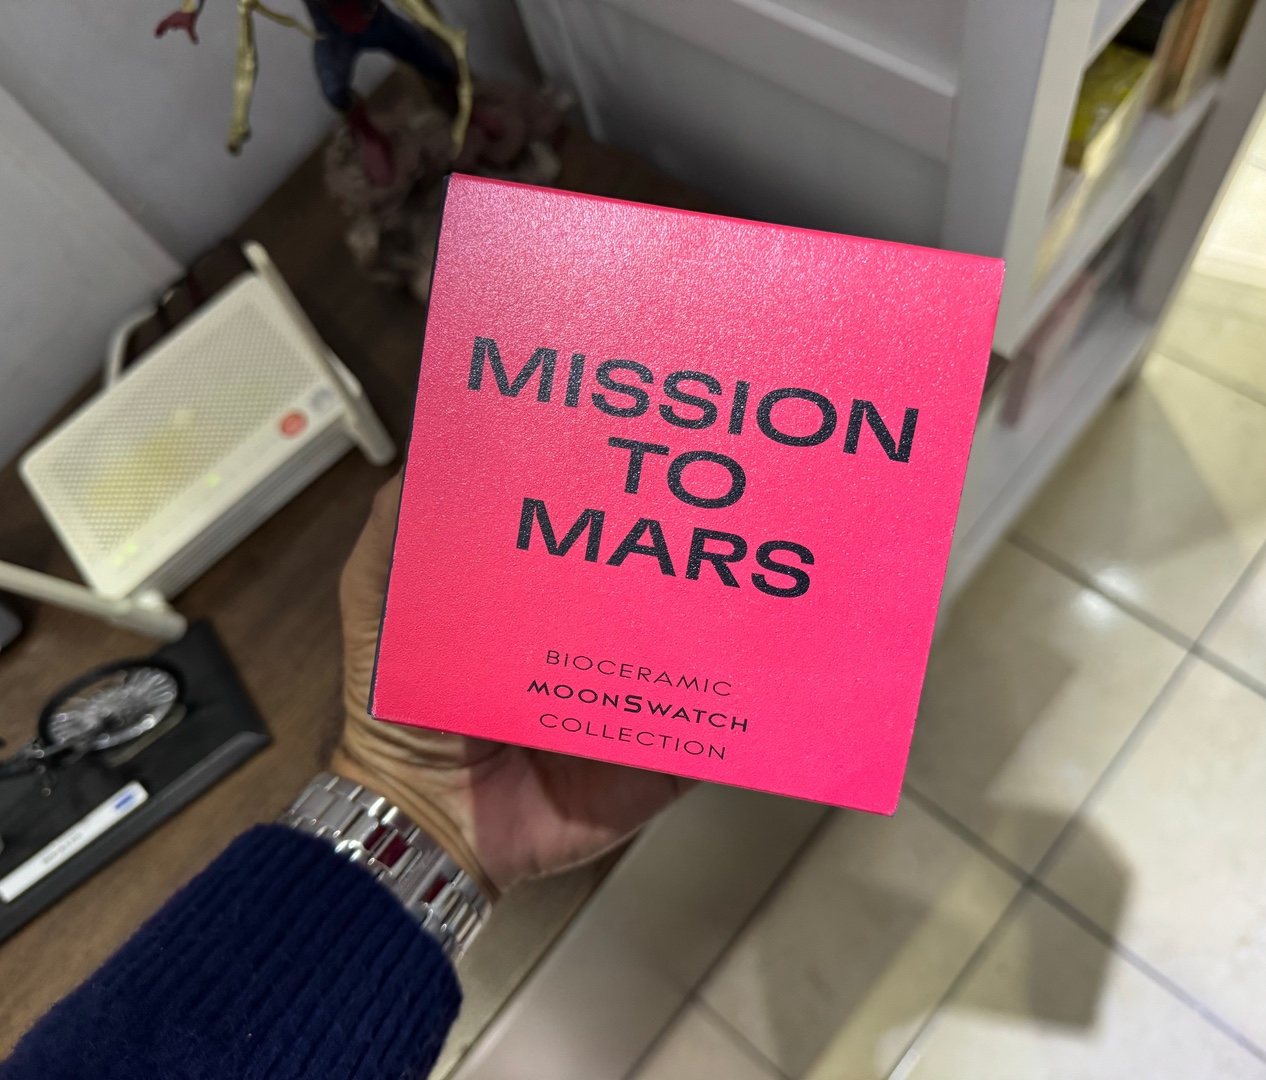 MISSION
TO
MARS
BIOCERAMIC
MOONSWATCH
COLLECTION